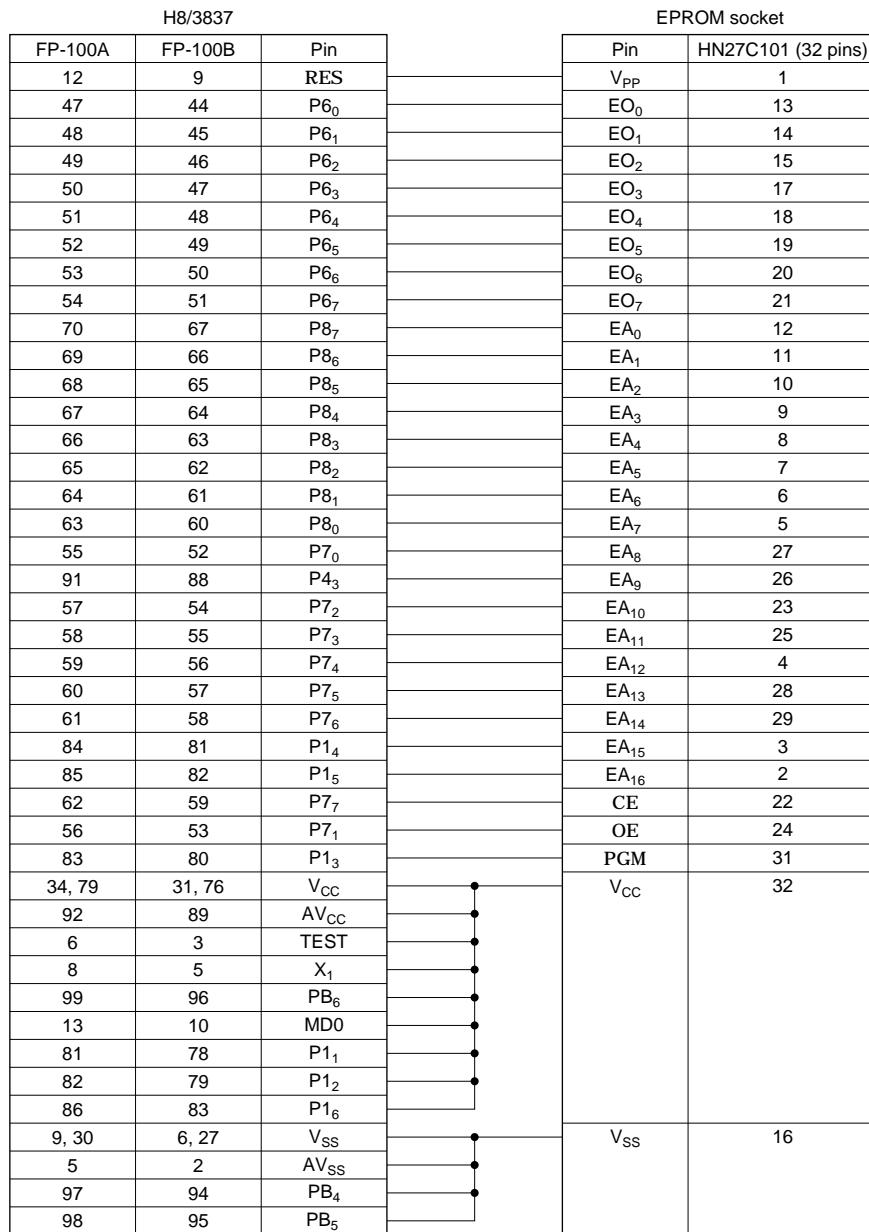 H8/3837 EPROM socket
FP-100A FP-100B Pin Pin HN27C101 (32 pins)
12 9 RES V_PP 1
47 44 P6₀ EO₀ 13
48 45 P6₁ EO₁ 14
49 46 P6₂ EO₂ 15
50 47 P6₃ EO₃ 17
51 48 P6₄ EO₄ 18
52 49 P6₅ EO₅ 19
53 50 P6₆ EO₆ 20
54 51 P6₇ EO₇ 21
70 67 P8₇ EA₀ 12
69 66 P8₆ EA₁ 11
68 65 P8₅ EA₂ 10
67 64 P8₄ EA₃ 9
66 63 P8₃ EA₄ 8
65 62 P8₂ EA₅ 7
64 61 P8₁ EA₆ 6
63 60 P8₀ EA₇ 5
55 52 P7₀ EA₈ 27
91 88 P4₃ EA₉ 26
57 54 P7₂ EA₁₀ 23
58 55 P7₃ EA₁₁ 25
59 56 P7₄ EA₁₂ 4
60 57 P7₅ EA₁₃ 28
61 58 P7₆ EA₁₄ 29
84 81 P1₄ EA₁₅ 3
85 82 P1₅ EA₁₆ 2
62 59 P7₇ CE 22
56 53 P7₁ OE 24
83 80 P1₃ PGM 31
34, 79 31, 76 V_CC V_CC 32
92 89 AV_CC
6 3 TEST
8 5 X₁
99 96 PB₆
13 10 MD0
81 78 P1₁
82 79 P1₂
86 83 P1₆
9, 30 6, 27 V_SS V_SS 16
5 2 AV_SS
97 94 PB₄
98 95 PB₅